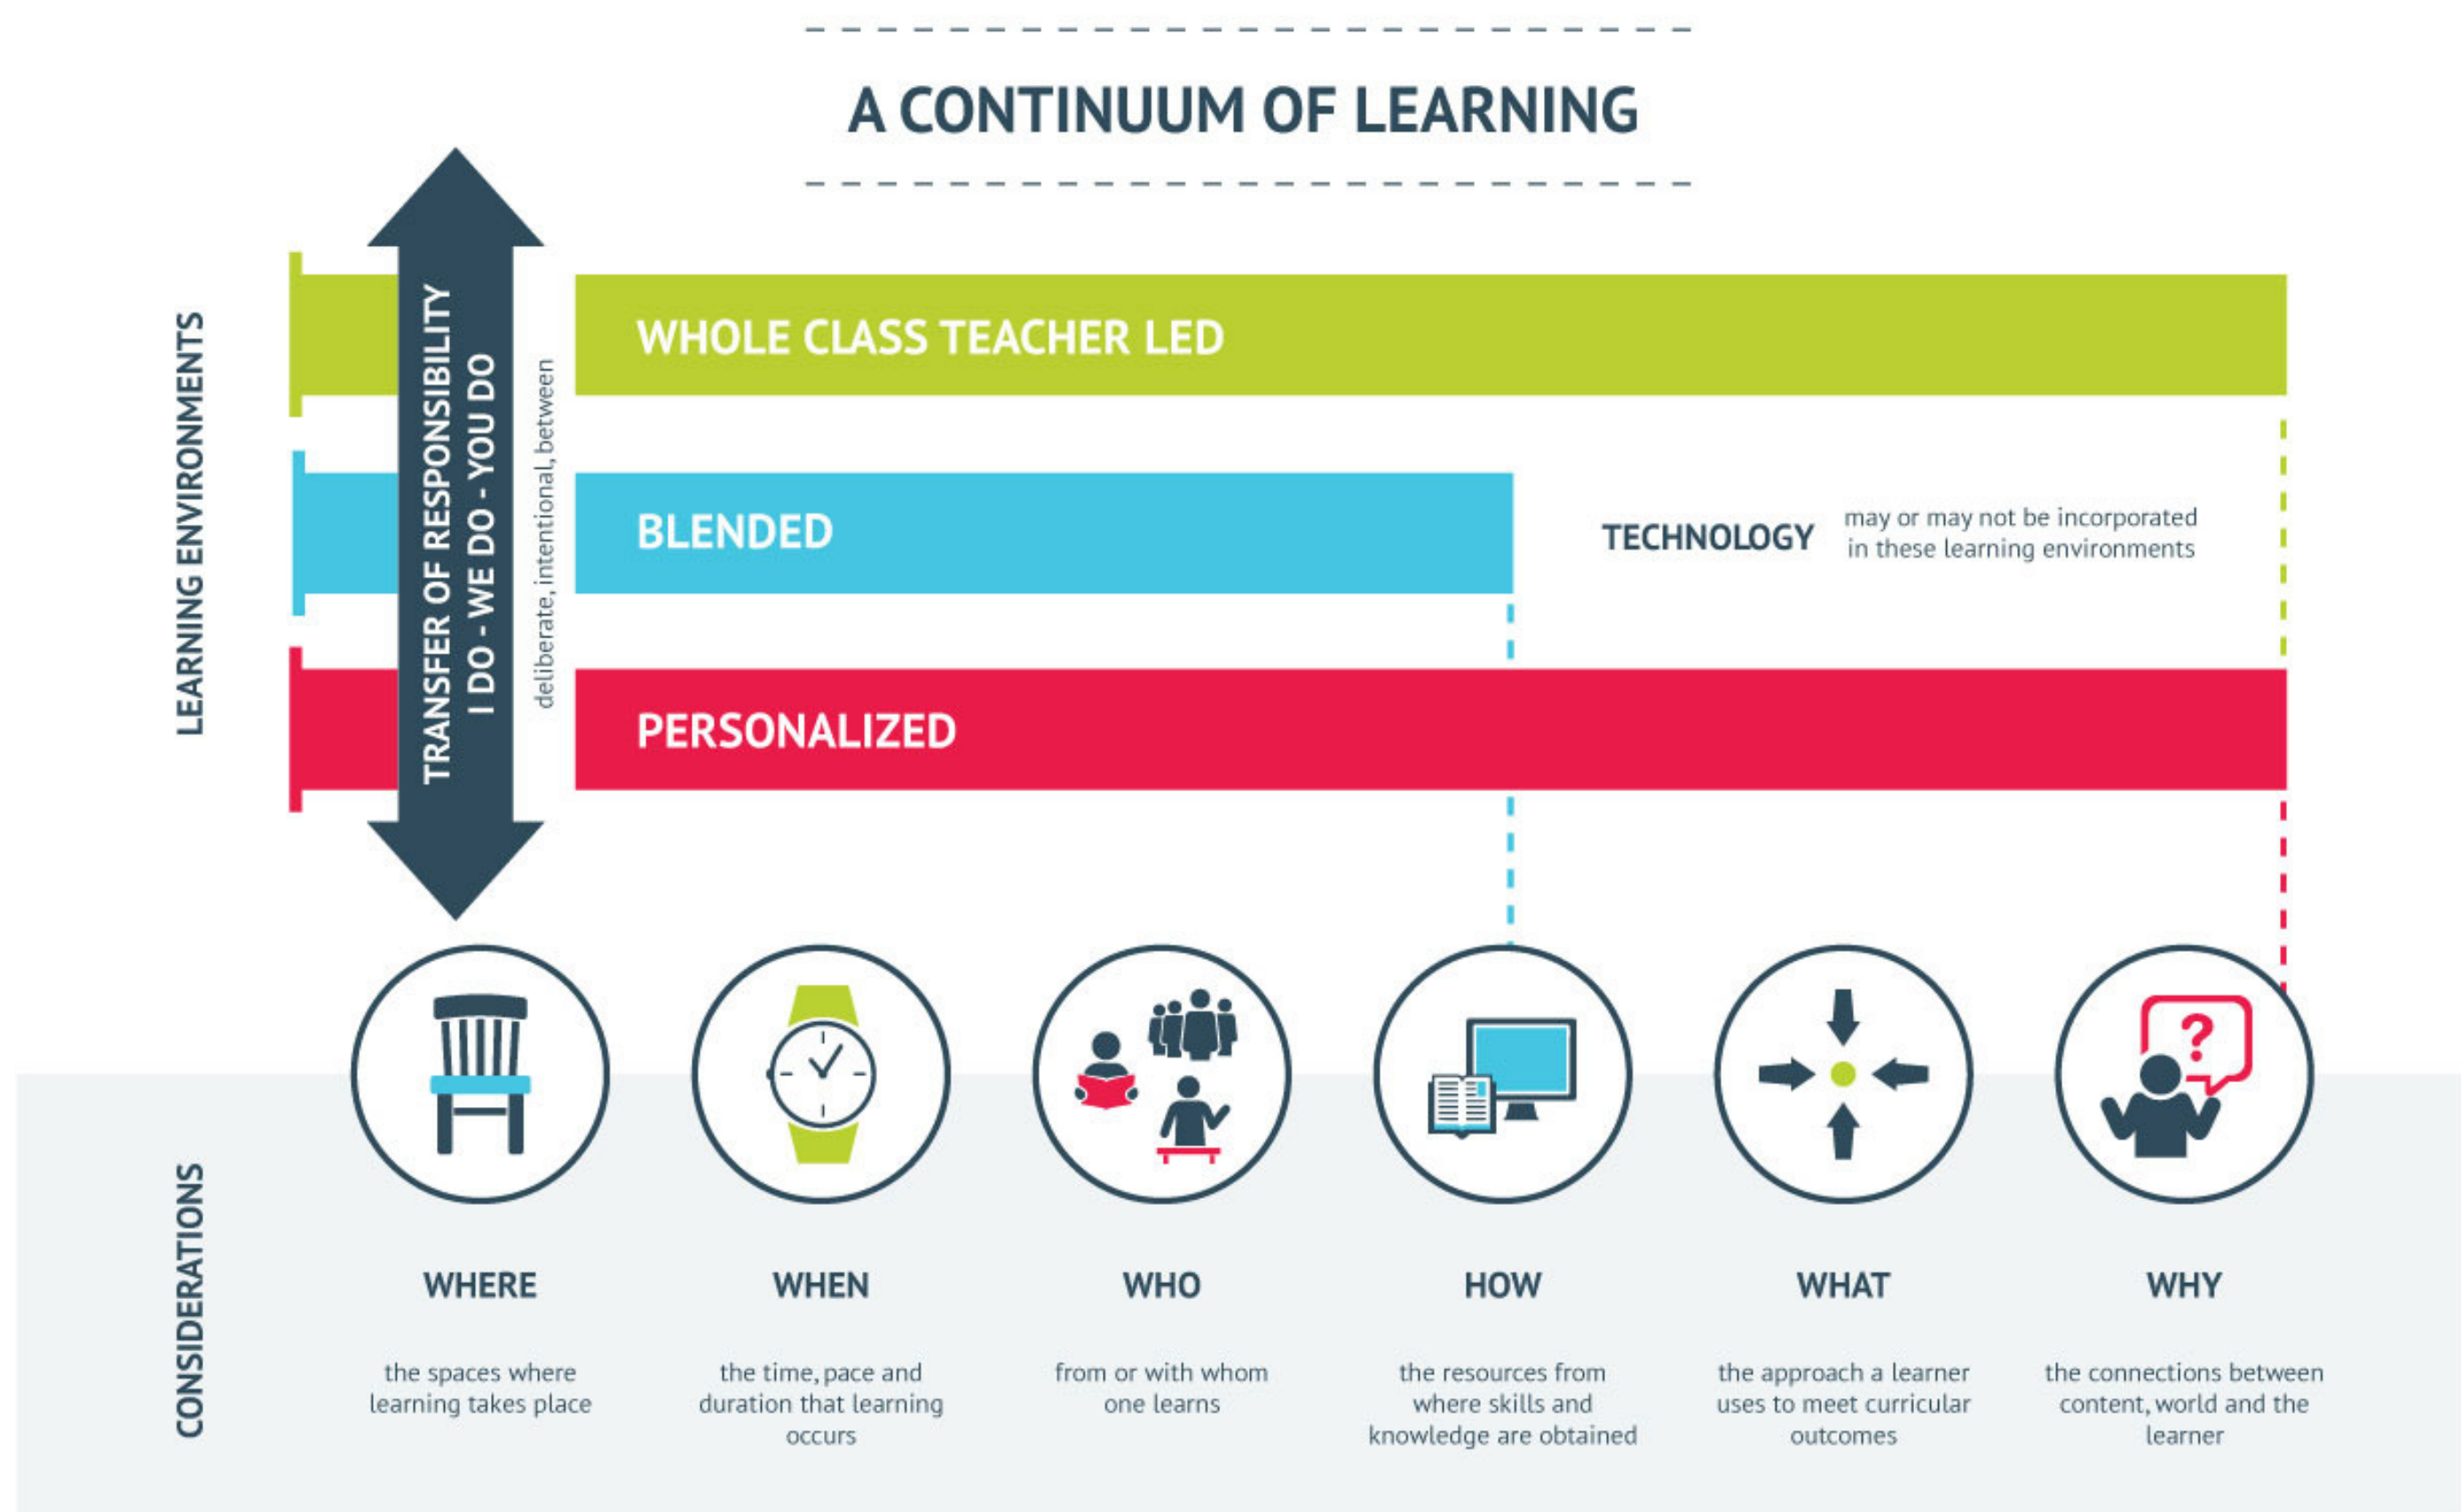 A CONTINUUM OF LEARNING
LEARNING ENVIRONMENTS
TRANSFER OF RESPONSIBILITY
I DO - WE DO - YOU DO
deliberate, intentional, between
WHOLE CLASS TEACHER LED
BLENDED
TECHNOLOGY
may or may not be incorporated
in these learning environments
PERSONALIZED
?
CONSIDERATIONS
WHERE
the spaces where
learning takes place
WHEN
the time, pace and
duration that learning
occurs
WHO
from or with whom
one learns
HOW
the resources from
where skills and
knowledge are obtained
WHAT
the approach a learner
uses to meet curricular
outcomes
WHY
the connections between
content, world and the
learner